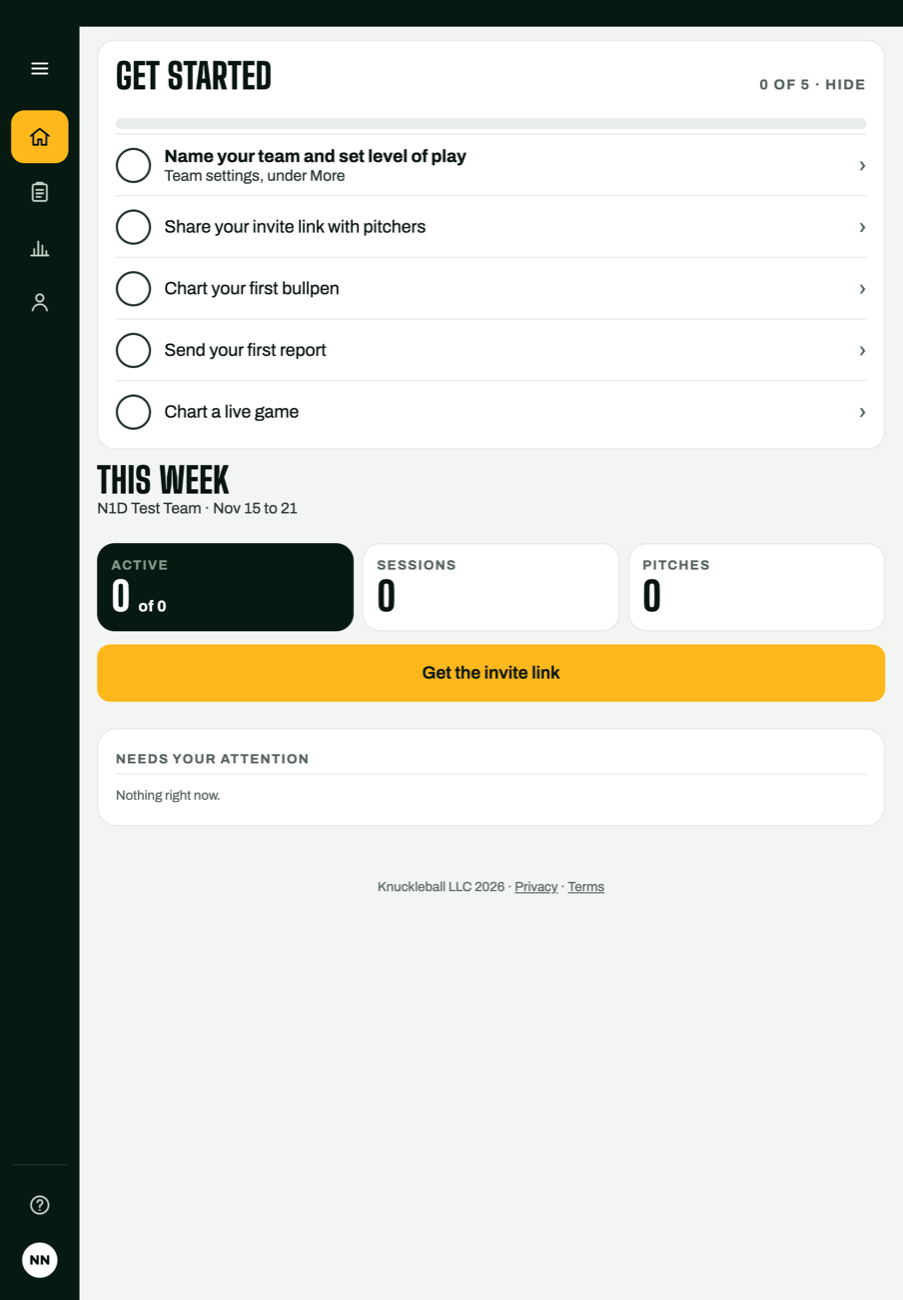 GET STARTED
0 OF 5 · HIDE
Name your team and set level of play
Team settings, under More
Share your invite link with pitchers
Chart your first bullpen
Send your first report
Chart a live game
THIS WEEK
N1D Test Team · Nov 15 to 21
ACTIVE
0 of 0
SESSIONS
0
PITCHES
0
Get the invite link
NEEDS YOUR ATTENTION
Nothing right now.
Knuckleball LLC 2026 · Privacy · Terms
NN